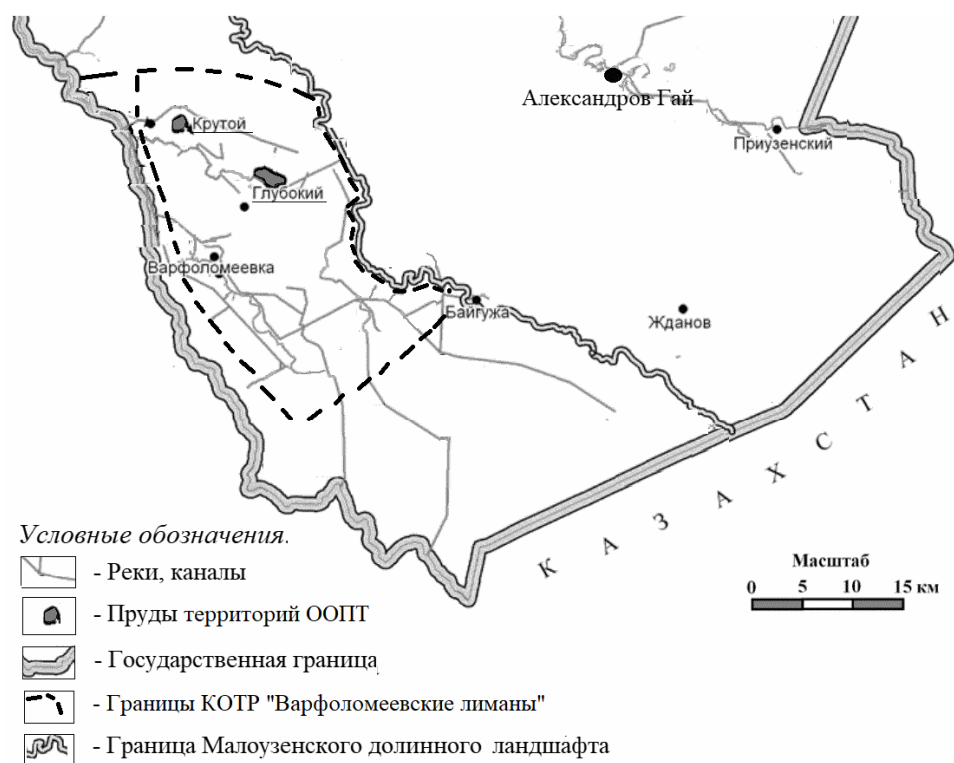 Александров Гай
Крутой
Приузенский
Глубокий
Варфоломеевка
Байгужа
Жданов
К А З А Х С Т А Н
Условные обозначения.
- Реки, каналы
- Пруды территорий ООПТ
- Государственная граница
- Границы КОТР "Варфоломеевские лиманы"
- Граница Малоузенского долинного ландшафта
Масштаб
0 5 10 15 км